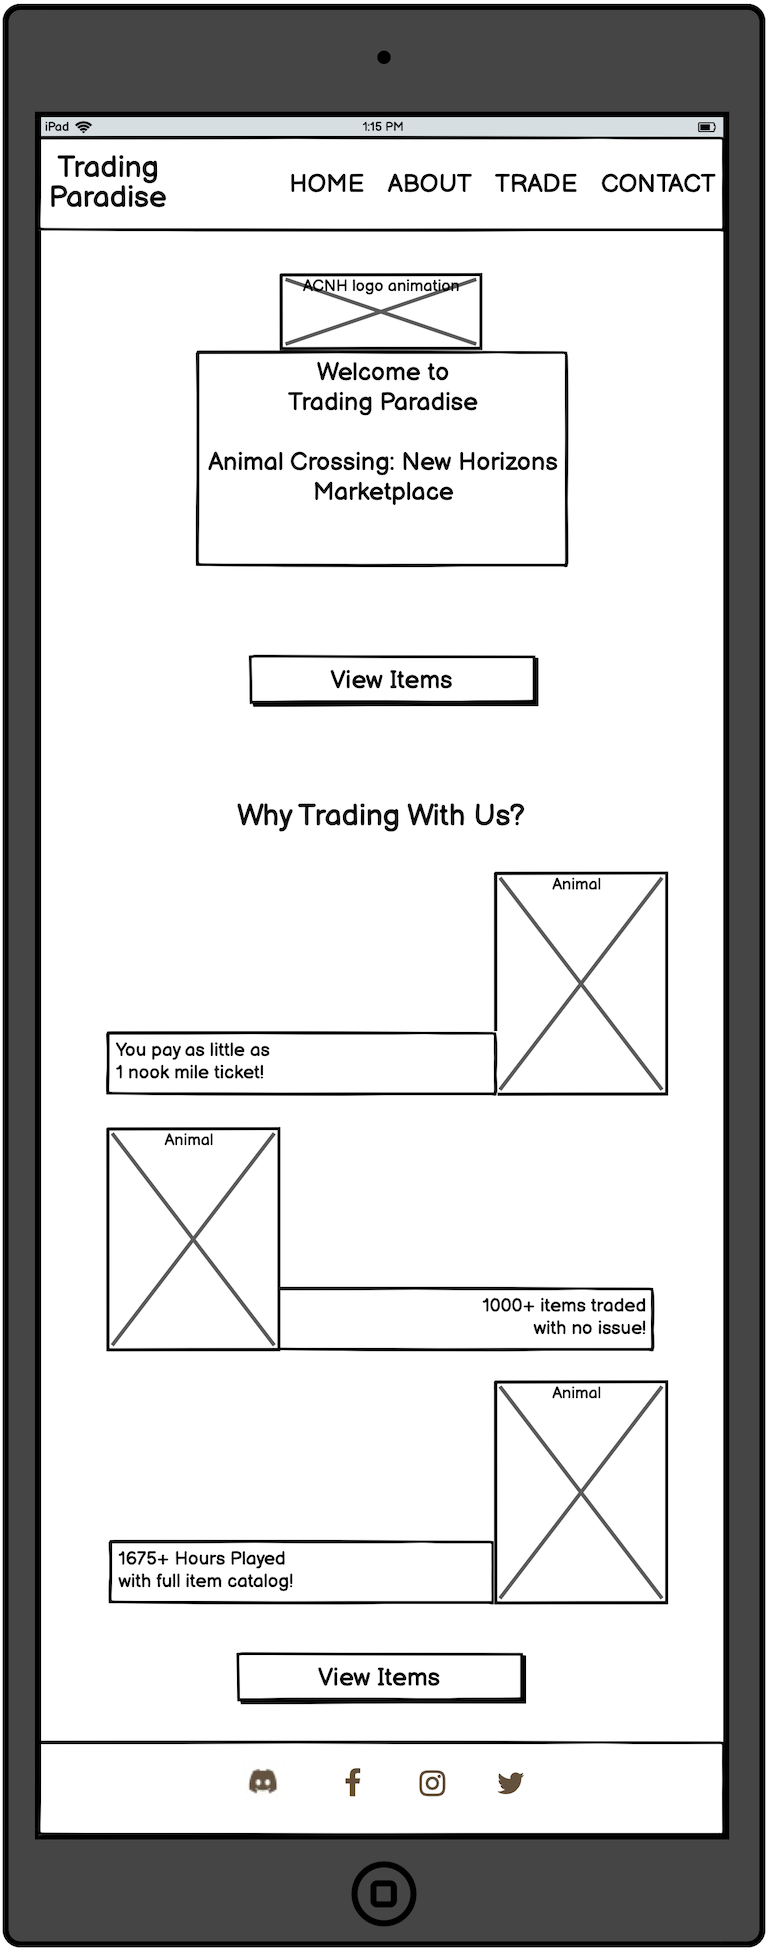 iPad
1:15 PM
Trading
Paradise
HOME ABOUT TRADE CONTACT
ACNH logo animation
Welcome to
Trading Paradise
Animal Crossing: New Horizons
Marketplace
View Items
Why Trading With Us?
Animal
You pay as little as
1 nook mile ticket!
Animal
1000+ items traded
with no issue!
Animal
1675+ Hours Played
with full item catalog!
View Items